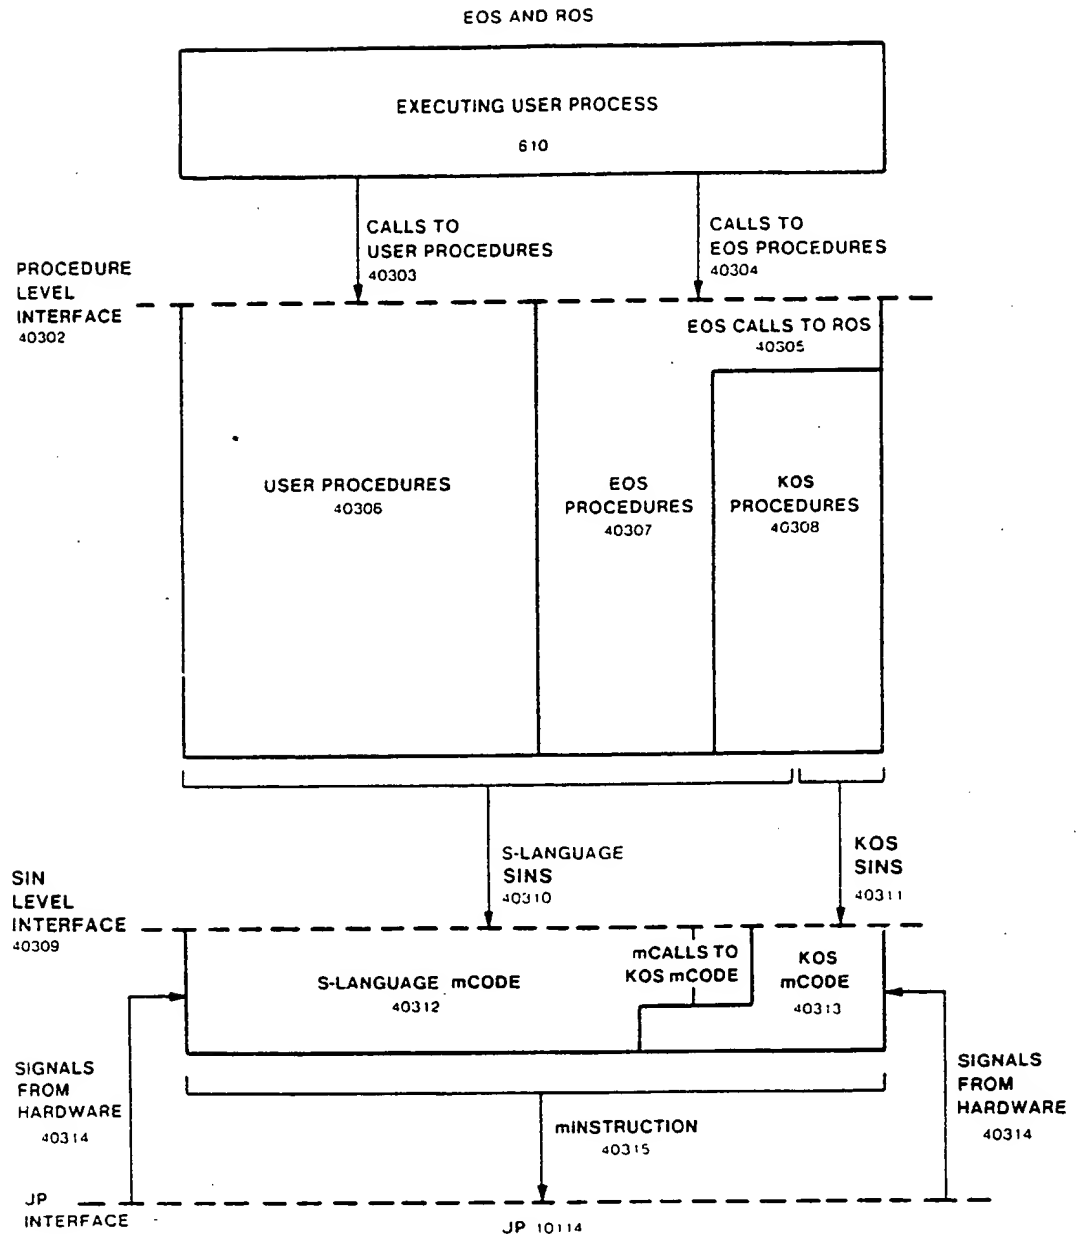 EOS AND ROS
EXECUTING USER PROCESS
610
CALLS TO
USER PROCEDURES
40303
CALLS TO
EOS PROCEDURES
40304
PROCEDURE
LEVEL
INTERFACE
40302
EOS CALLS TO ROS
40305
USER PROCEDURES
40306
EOS
PROCEDURES
40307
KOS
PROCEDURES
40308
S-LANGUAGE
SINS
40310
KOS
SINS
40311
SIN
LEVEL
INTERFACE
40309
S-LANGUAGE mCODE
40312
mCALLS TO
KOS mCODE
KOS
mCODE
40313
SIGNALS
FROM
HARDWARE
40314
mINSTRUCTION
40315
SIGNALS
FROM
HARDWARE
40314
JP
INTERFACE
JP 10114